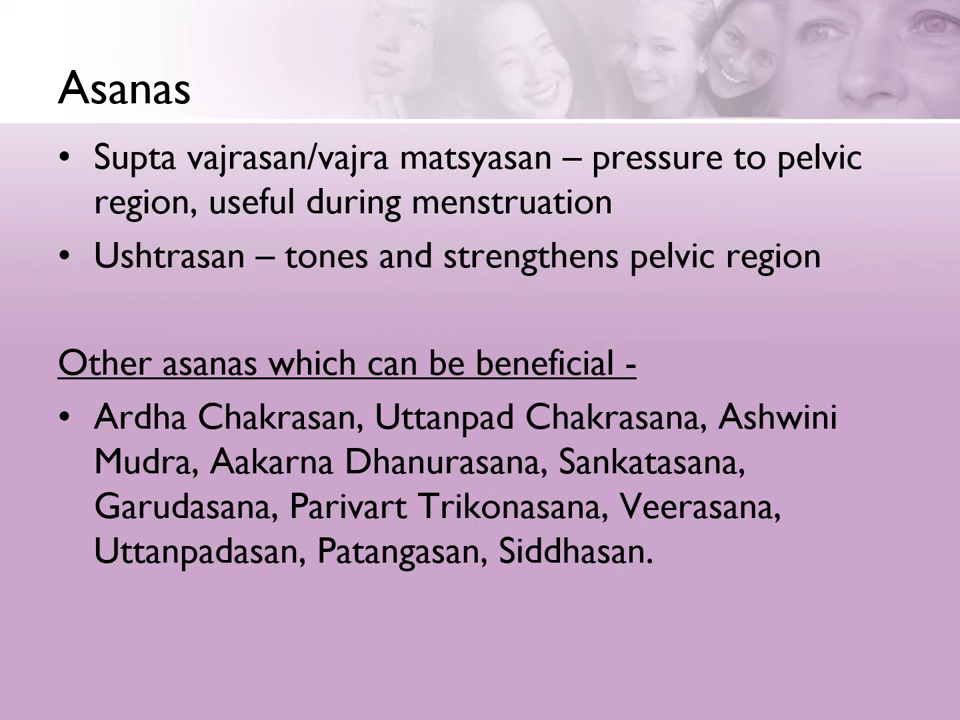 Asanas
• Supta vajrasan/vajra matsyasan – pressure to pelvic
region, useful during menstruation
• Ushtrasan – tones and strengthens pelvic region
Other asanas which can be beneficial -
• Ardha Chakrasan, Uttanpad Chakrasana, Ashwini
Mudra, Aakarna Dhanurasana, Sankatasana,
Garudasana, Parivart Trikonasana, Veerasana,
Uttanpadasan, Patangasan, Siddhasan.